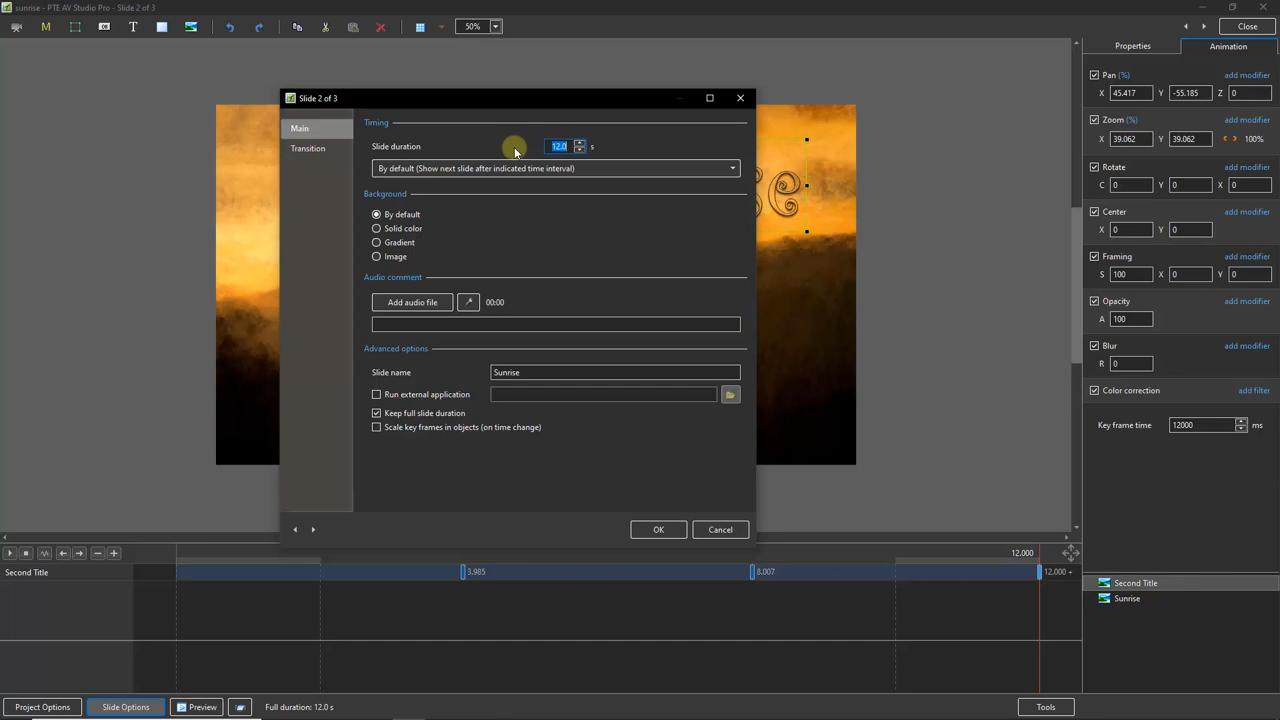 sunrise - PTE AV Studio Pro - Slide 2 of 3
M
OK
T
50%
Close
Properties
Animation
Pan (%)
add modifier
X 45.417 Y -55.185 Z 0
Zoom (%)
add modifier
X 39.062 Y 39.062 100%
Rotate
add modifier
C 0 Y 0 X 0
Center
add modifier
X 0 Y 0
Framing
add modifier
S 100 X 0 Y 0
Opacity
add modifier
A 100
Blur
add modifier
R 0
Color correction
add filter
Key frame time 12000 ms
Slide 2 of 3
Main
Transition
Timing
Slide duration 12.0 s
By default (Show next slide after indicated time interval)
Background
By default
Solid color
Gradient
Image
Audio comment
Add audio file 00:00
Advanced options
Slide name Sunrise
Run external application
Keep full slide duration
Scale key frames in objects (on time change)
OK Cancel
12.000
Second Title
3.985
8.007
12.000 +
Second Title
Sunrise
Project Options
Slide Options
Preview
Full duration: 12.0 s
Tools